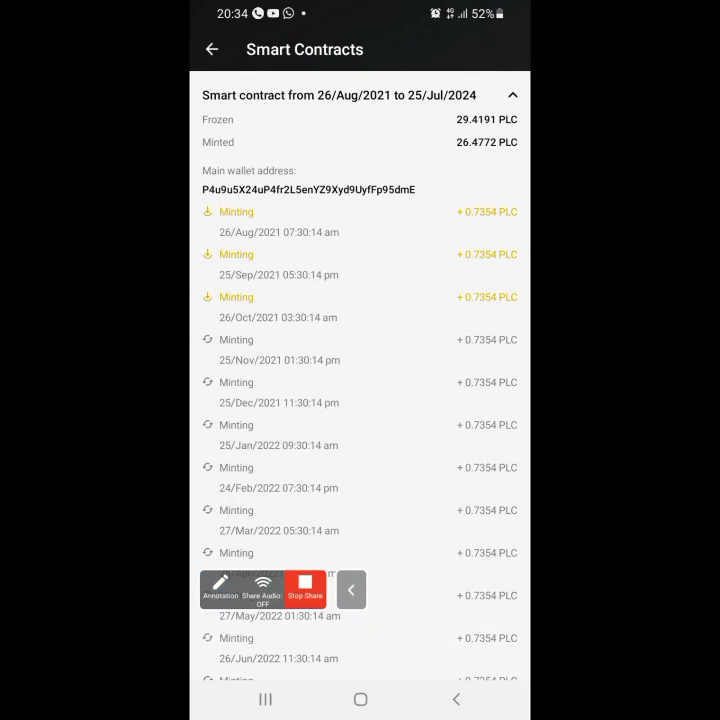 20:34 52%
Smart Contracts
Smart contract from 26/Aug/2021 to 25/Jul/2024
Frozen 29.4191 PLC
Minted 26.4772 PLC
Main wallet address:
P4u9u5X24uP4fr2L5enYZ9Xyd9UyfFp95dmE
Minting + 0.7354 PLC
26/Aug/2021 07:30:14 am
Minting + 0.7354 PLC
25/Sep/2021 05:30:14 pm
Minting + 0.7354 PLC
26/Oct/2021 03:30:14 am
Minting + 0.7354 PLC
25/Nov/2021 01:30:14 pm
Minting + 0.7354 PLC
25/Dec/2021 11:30:14 pm
Minting + 0.7354 PLC
25/Jan/2022 09:30:14 am
Minting + 0.7354 PLC
24/Feb/2022 07:30:14 pm
Minting + 0.7354 PLC
27/Mar/2022 05:30:14 am
Minting + 0.7354 PLC
Annotation Share Audio: OFF Stop Share
+ 0.7354 PLC
27/May/2022 01:30:14 am
Minting + 0.7354 PLC
26/Jun/2022 11:30:14 am
Minting + 0.7354 PLC